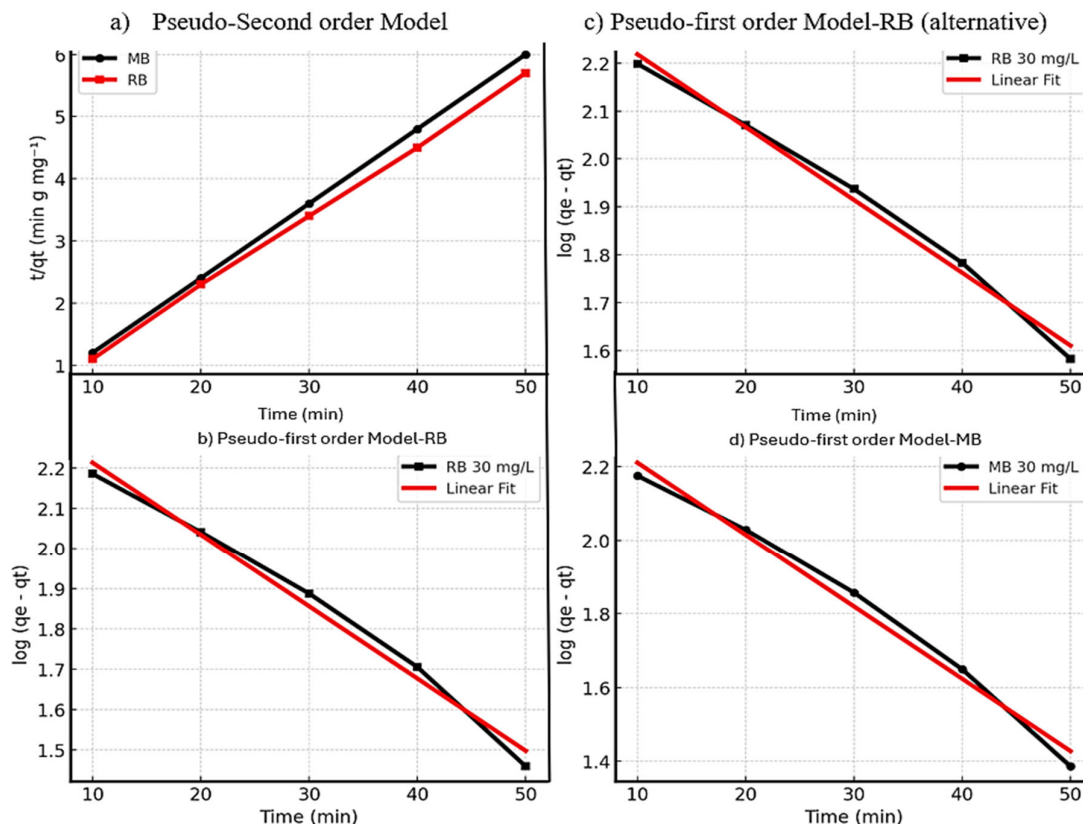 a) Pseudo-Second order Model
6
5
4
3
2
1
t/qt (min g mg⁻¹)
MB
RB
10 20 30 40 50
Time (min)
c) Pseudo-first order Model-RB (alternative)
2.2
2.1
2.0
1.9
1.8
1.7
1.6
log (qe - qt)
RB 30 mg/L
Linear Fit
10 20 30 40 50
Time (min)
b) Pseudo-first order Model-RB
2.2
2.1
2.0
1.9
1.8
1.7
1.6
1.5
log (qe - qt)
RB 30 mg/L
Linear Fit
10 20 30 40 50
Time (min)
d) Pseudo-first order Model-MB
2.2
2.0
1.8
1.6
1.4
log (qe - qt)
MB 30 mg/L
Linear Fit
10 20 30 40 50
Time (min)